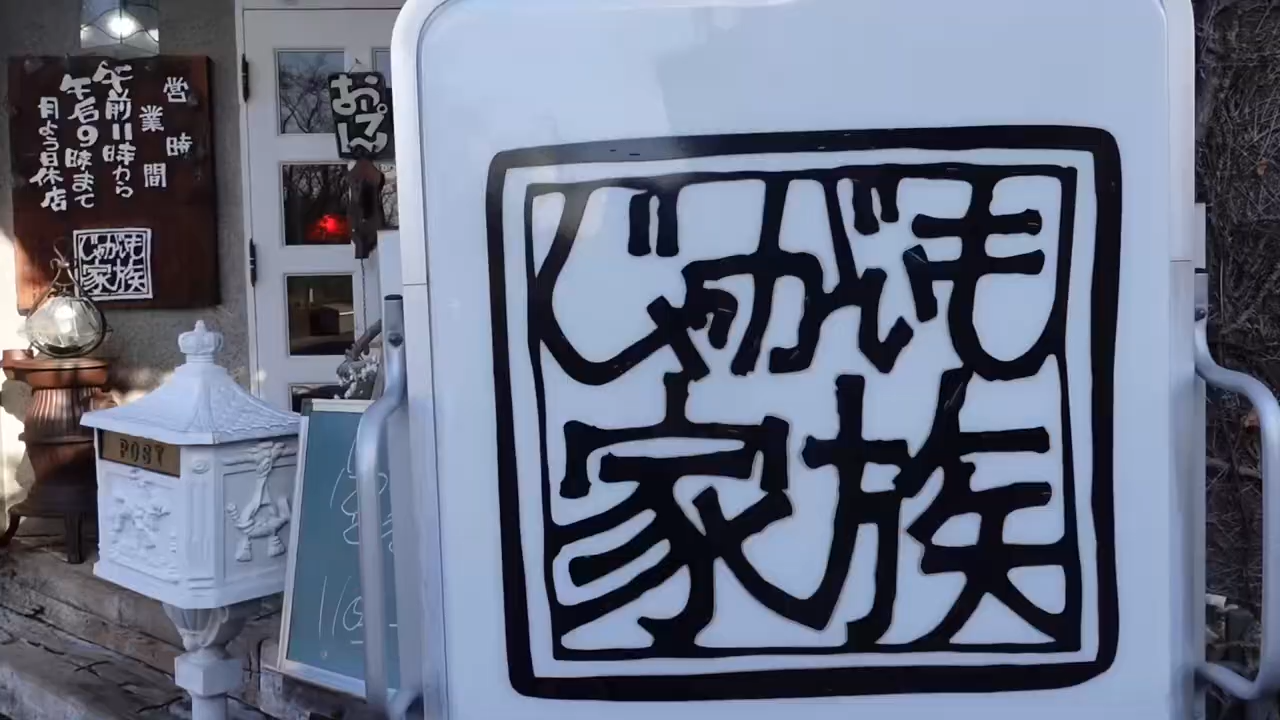 営業時間
午前11時から
午后9時まて
月よう日休店
じゃがいも
家族
おーぷん
POST
じゃがいも
家族